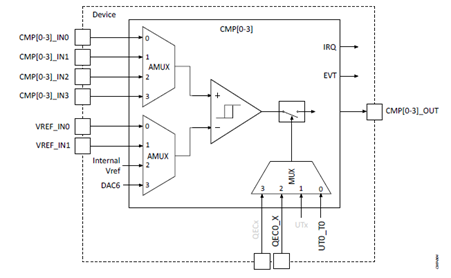 Device
CMP[0-3]
CMP[0-3]_IN0
CMP[0-3]_IN1
CMP[0-3]_IN2
CMP[0-3]_IN3
0
1
2
3
AMUX
VREF_IN0
VREF_IN1
Internal
Vref
DAC6
0
1
2
3
AMUX
+
−
IRQ
EVT
CMP[0-3]_OUT
MUX
3
2
1
0
QECx
QEC0_X
UTx
UT0_T0